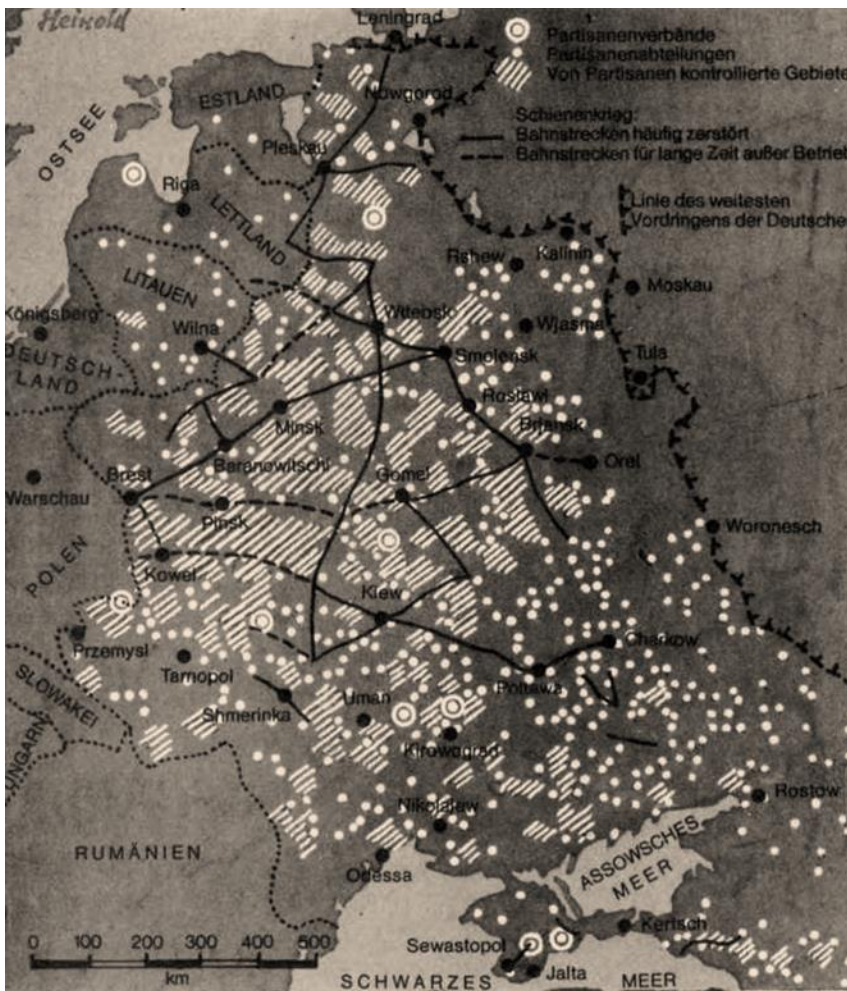 Heinold
Leningrad
Partisanenverbände
Partisanenabteilungen
Von Partisanen kontrollierte Gebiete
Nowgorod
ESTLAND
OSTSEE
Schienenkrieg:
Bahnstrecken häufig zerstört
Bahnstrecken für lange Zeit außer Betrieb
Pleskau
Riga
LETTLAND
Linie des weitesten
Vordringens der Deutschen
Rshew
Kalinin
LITAUEN
Moskau
Königsberg
Wilna
Witebsk
Wjasma
DEUTSCH-
LAND
Smolensk
Tula
Roslawl
Minsk
Brjansk
Baranowitschi
Orel
Brest
Gomel
Warschau
Pinsk
Woronesch
POLEN
Kowel
Kiew
Charkow
Przemysl
Tarnopol
Poltawa
SLOWAKEI
Shmerinka
Uman
UNGARN
Kirowograd
Nikolajaw
Rostow
RUMÄNIEN
Odessa
ASSOWSCHES
MEER
Kertsch
Sewastopol
Jalta
0 100 200 300 400 500
km
SCHWARZES MEER